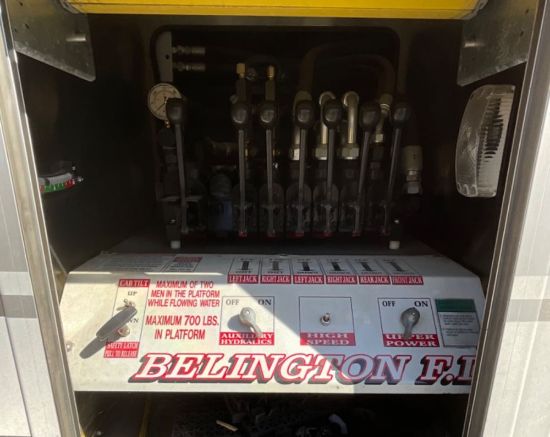 CAB TILT
UP
SAFETY LATCH
PULL TO RELEASE
MAXIMUM OF TWO
MEN IN THE PLATFORM
WHILE FLOWING WATER
MAXIMUM 700 LBS.
IN PLATFORM
LEFT JACK
RIGHT JACK
LEFT JACK
RIGHT JACK
REAR JACK
FRONT JACK
OFF
ON
AUXILIARY
HYDRALICS
HIGH
SPEED
OFF
ON
UPPER
POWER
BELINGTON F.